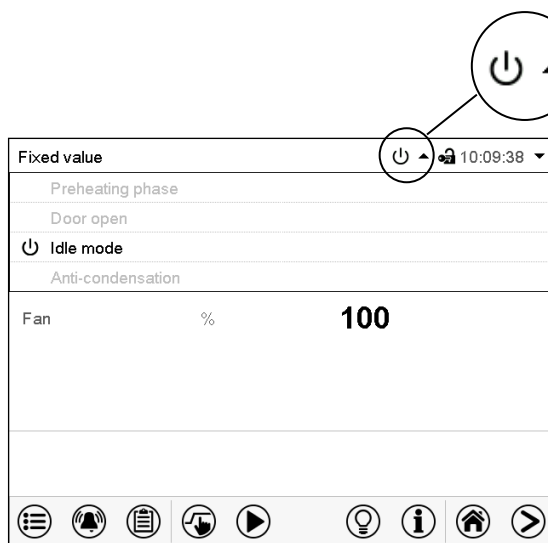 Fixed value 10:09:38
Preheating phase
Door open
Idle mode
Anti-condensation
Fan % 100